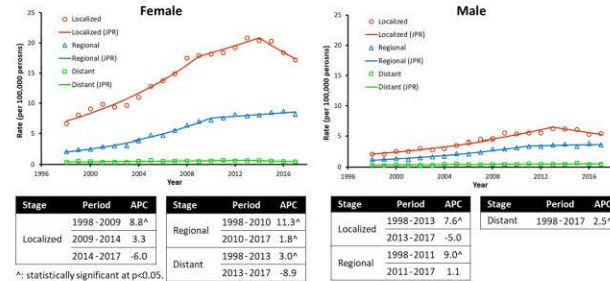 Female
Rate (per 100,000 perosns)
25
20
15
10
5
0
1996
2000
2004
2008
2012
2016
Year
Localized
Localized (JPR)
Regional
Regional (JPR)
Distant
Distant (JPR)
Male
Rate (per 100,000 perosns)
25
20
15
10
5
0
1996
2000
2004
2008
2012
2016
Year
Localized
Localized (JPR)
Regional
Regional (JPR)
Distant
Distant (JPR)
Stage Period APC
Localized
1998-2009 8.8^
2009-2014 3.3
2014-2017 -6.0
Stage Period APC
Regional
1998-2010 11.3^
2010-2017 1.8^
Distant
1998-2013 3.0^
2013-2017 -8.9
^: statistically significant at p<0.05.
Stage Period APC
Localized
1998-2013 7.6^
2013-2017 -5.0
Regional
1998-2011 9.0^
2011-2017 1.1
Stage Period APC
Distant 1998-2017 2.5^